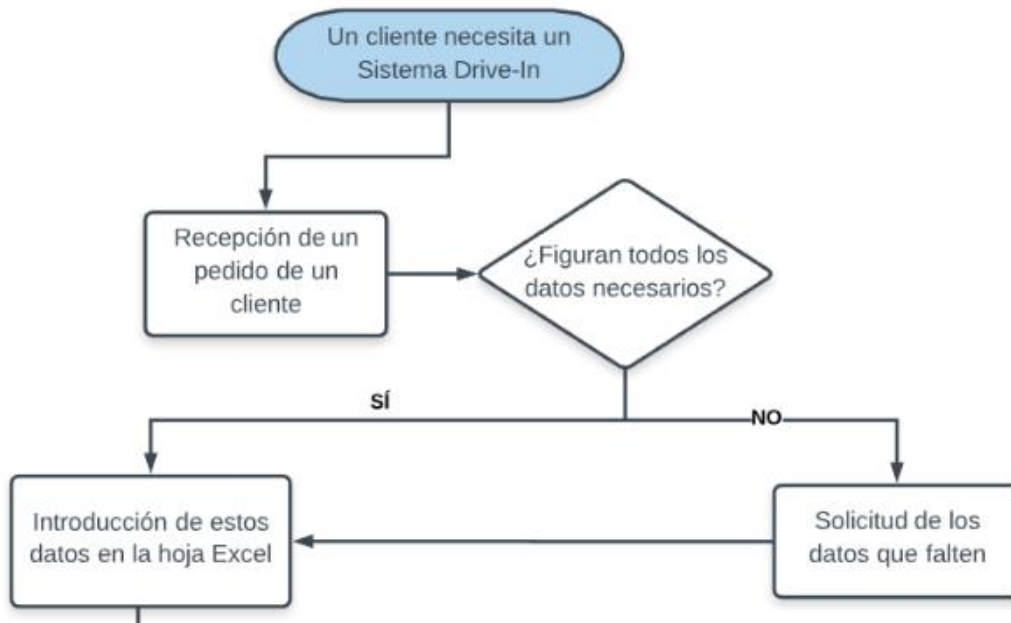 Un cliente necesita un
Sistema Drive-In
Recepción de un
pedido de un
cliente
¿Figuran todos los
datos necesarios?
SÍ
NO
Introducción de estos
datos en la hoja Excel
Solicitud de los
datos que falten